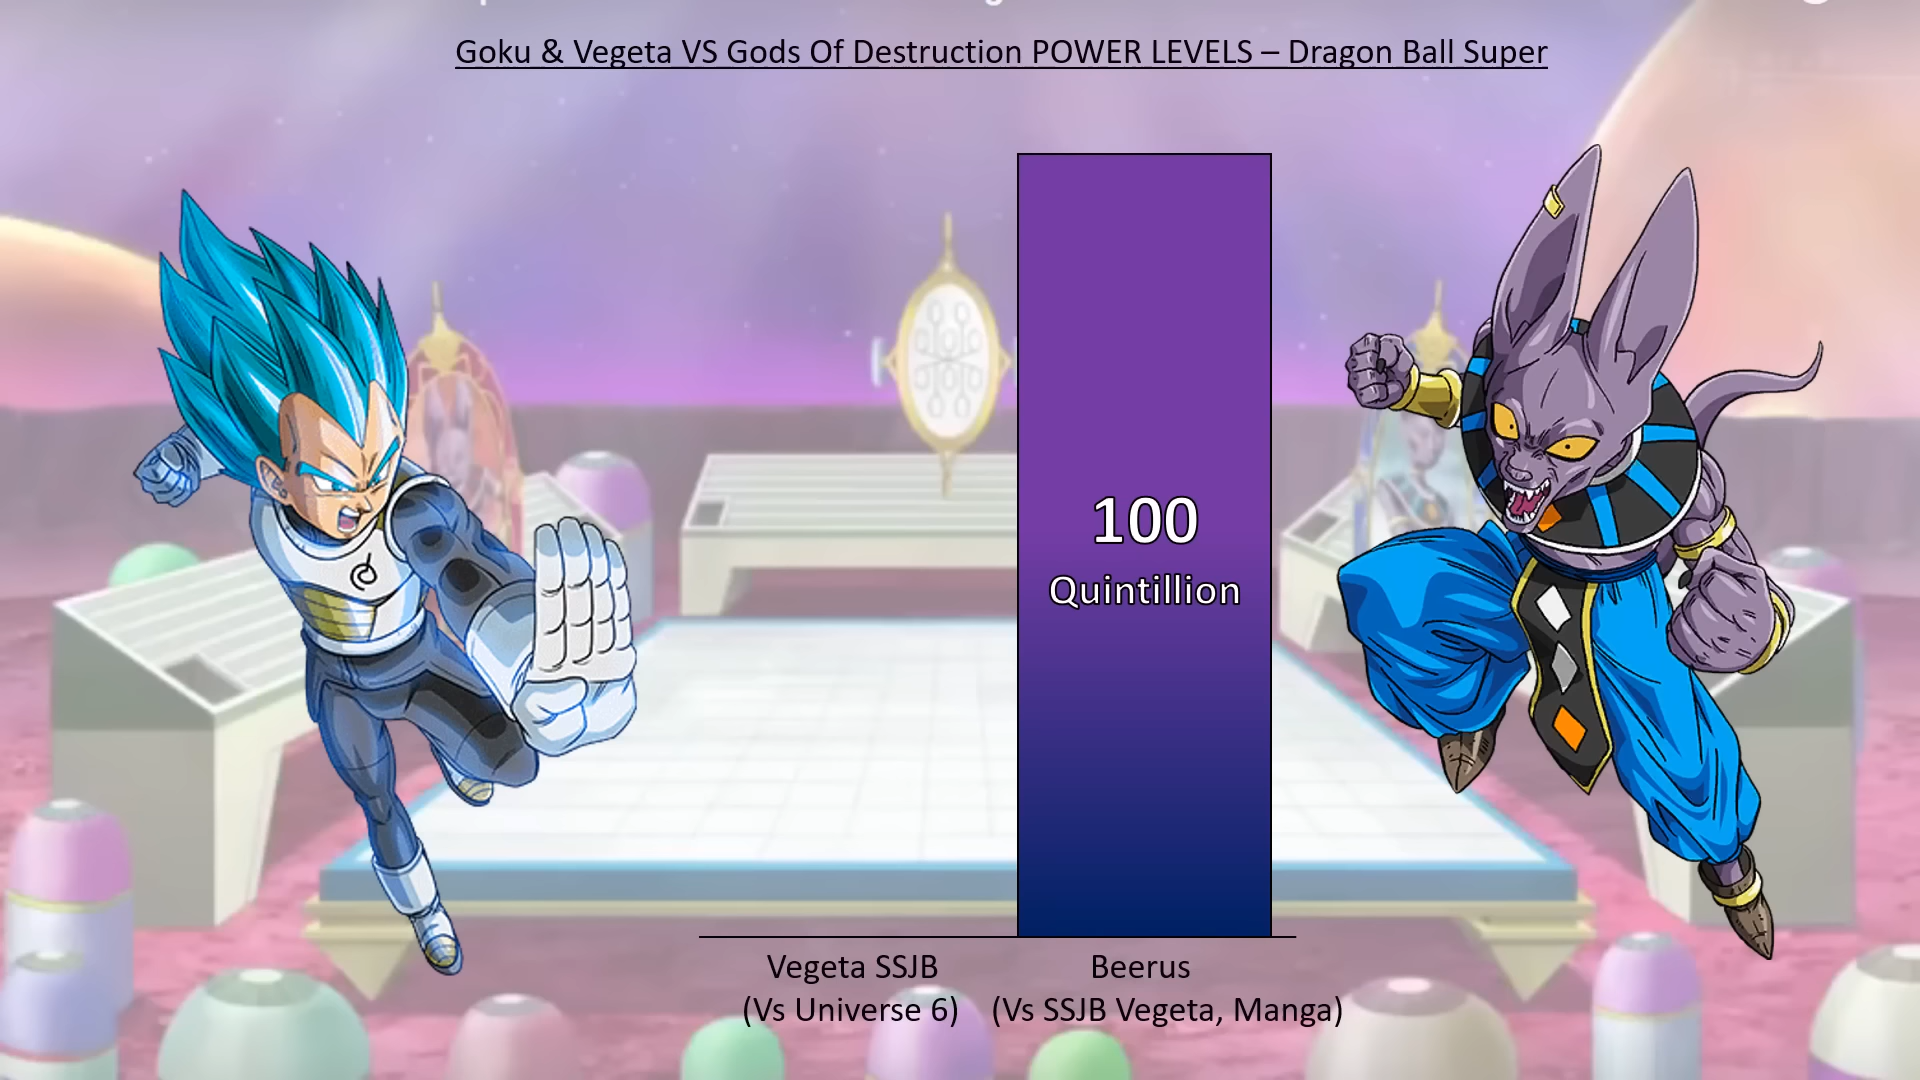 Goku & Vegeta VS Gods Of Destruction POWER LEVELS – Dragon Ball Super
100
Quintillion
Vegeta SSJB
(Vs Universe 6)
Beerus
(Vs SSJB Vegeta, Manga)